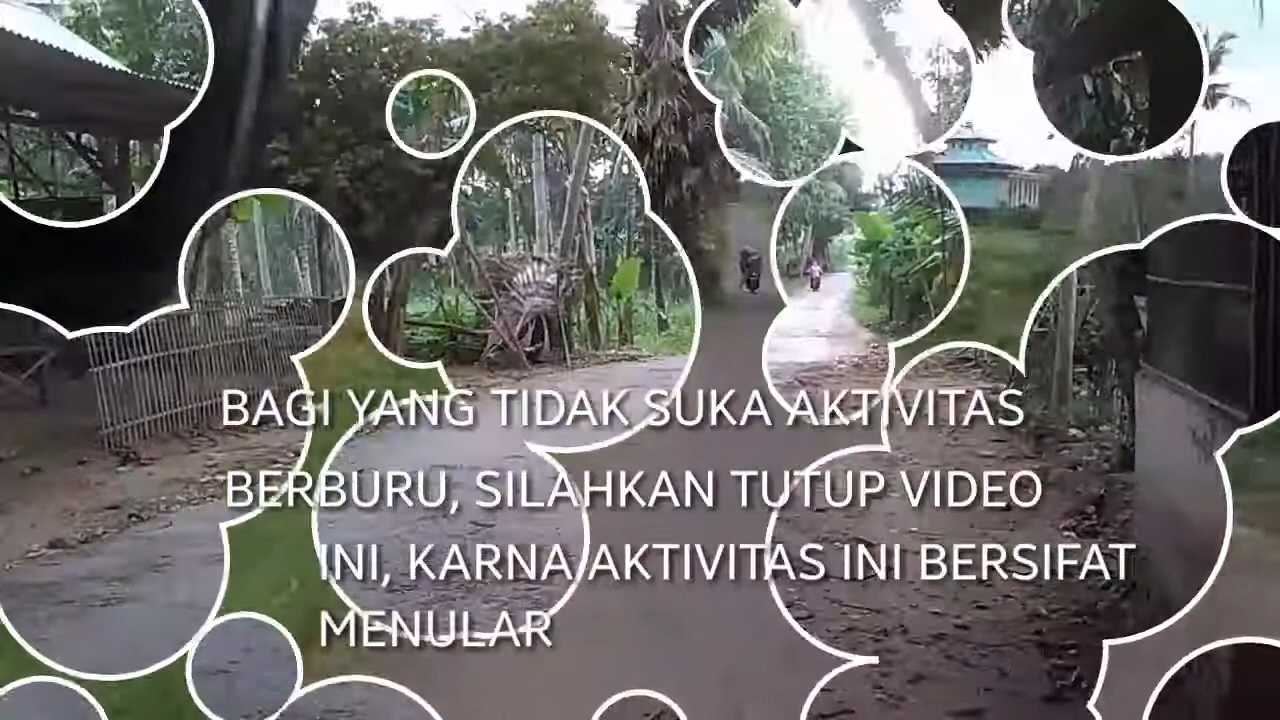 BAGI YANG TIDAK SUKA AKTIVITAS
BERBURU, SILAHKAN TUTUP VIDEO
INI, KARNA AKTIVITAS INI BERSIFAT
MENULAR